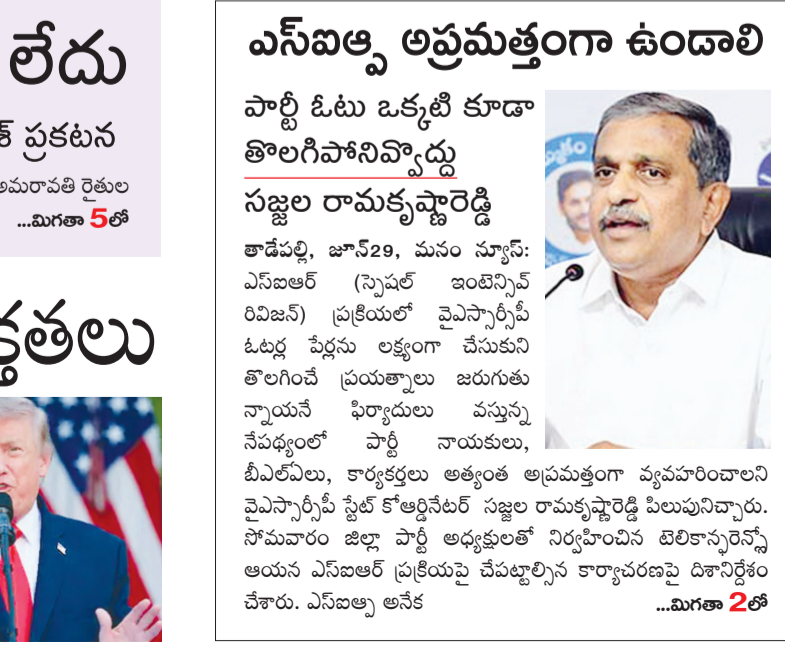 లేదు
ప్రకటన
అమరావతి రైతుల
...మిగతా 5లో
క్తతలు
ఎస్ఐఆర్పై అప్రమత్తంగా ఉండాలి
పార్టీ ఓటు ఒక్కటి కూడా
తొలగిపోనివ్వొద్దు
సజ్జల రామకృష్ణారెడ్డి
తాడేపల్లి, జూన్29, మనం న్యూస్:
ఎస్ఐఆర్ (స్పెషల్ ఇంటెన్సివ్
రివిజన్) ప్రక్రియలో వైఎస్సార్సీపీ
ఓటర్ల పేర్లను లక్ష్యంగా చేసుకుని
తొలగించే ప్రయత్నాలు జరుగుతు
న్నాయనే ఫిర్యాదులు వస్తున్న
నేపథ్యంలో పార్టీ నాయకులు,
బీఎల్ఏలు, కార్యకర్తలు అత్యంత అప్రమత్తంగా వ్యవహరించాలని
వైఎస్సార్సీపీ స్టేట్ కోఆర్డినేటర్ సజ్జల రామకృష్ణారెడ్డి పిలుపునిచ్చారు.
సోమవారం జిల్లా పార్టీ అధ్యక్షులతో నిర్వహించిన టెలికాన్ఫరెన్స్లో
ఆయన ఎస్ఐఆర్ ప్రక్రియపై చేపట్టాల్సిన కార్యాచరణపై దిశానిర్దేశం
చేశారు. ఎస్ఐఆర్పై అనేక ...మిగతా 2లో